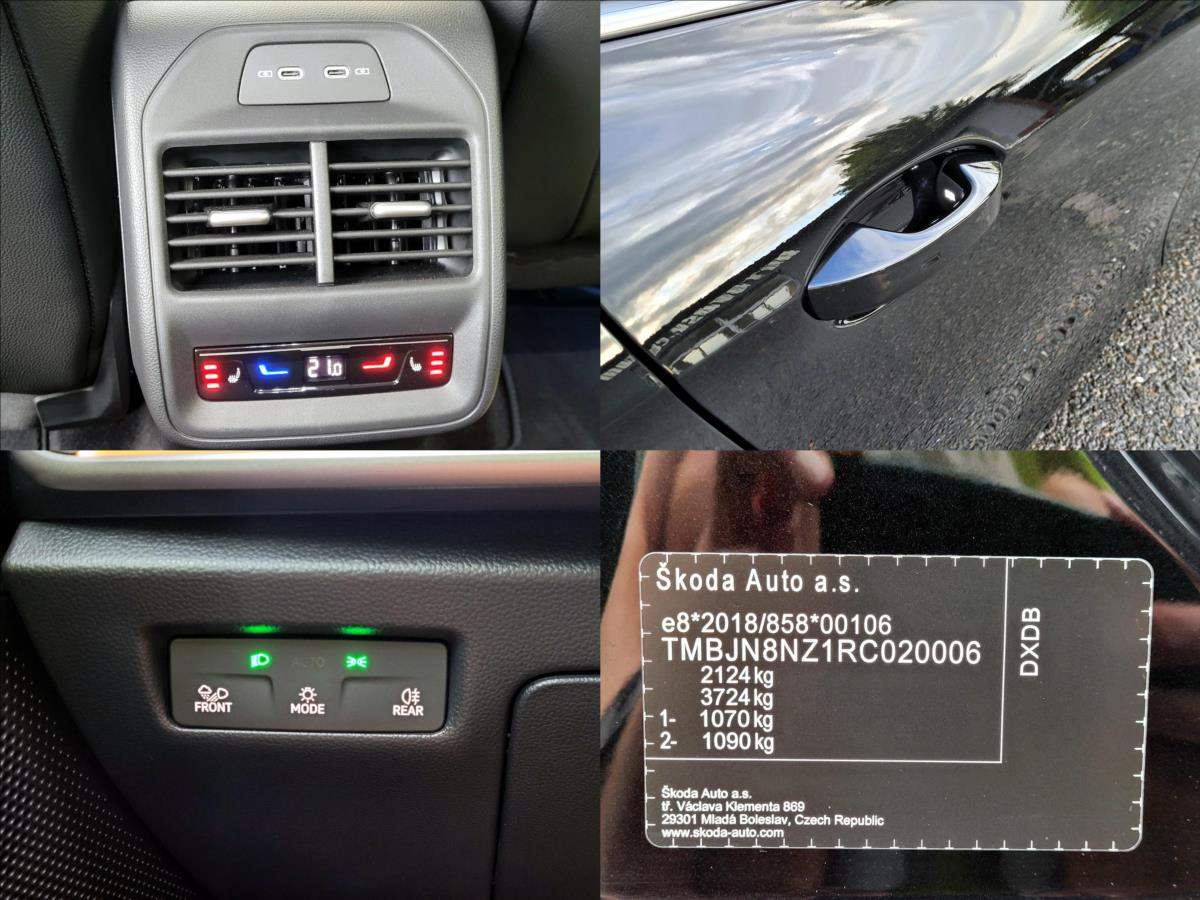 21.0
AUTO
FRONT
MODE
REAR
Škoda Auto a.s.
e8*2018/858*00106
TMBJN8NZ1RC020006
2124 kg
3724 kg
1- 1070 kg
2- 1090 kg
DXDB
Škoda Auto a.s.
tř. Václava Klementa 869
29301 Mladá Boleslav, Czech Republic
www.skoda-auto.com